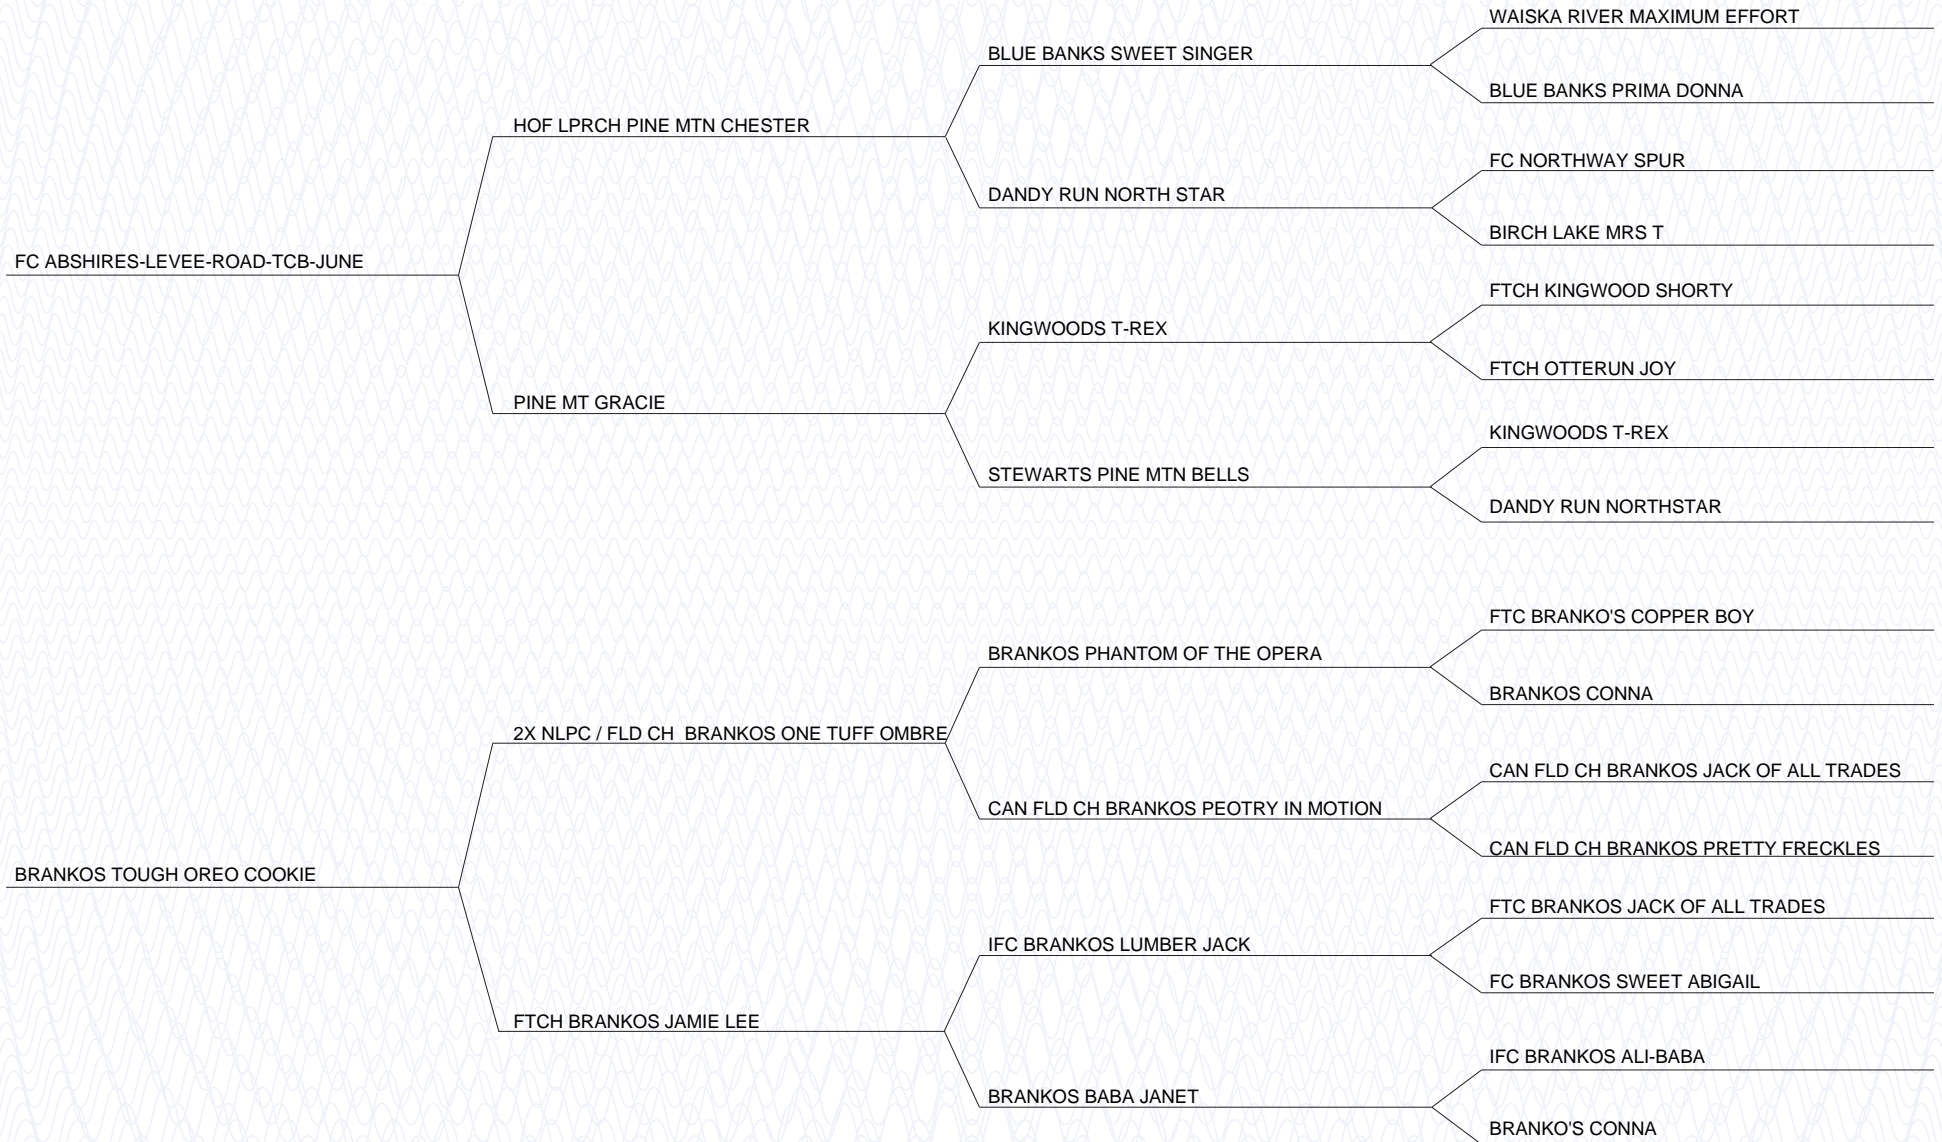 WAISKA RIVER MAXIMUM EFFORT
BLUE BANKS SWEET SINGER
BLUE BANKS PRIMA DONNA
HOF LPRCH PINE MTN CHESTER
FC NORTHWAY SPUR
DANDY RUN NORTH STAR
BIRCH LAKE MRS T
FC ABSHIRES-LEVEE-ROAD-TCB-JUNE
FTCH KINGWOOD SHORTY
KINGWOODS T-REX
FTCH OTTERUN JOY
PINE MT GRACIE
KINGWOODS T-REX
STEWARTS PINE MTN BELLS
DANDY RUN NORTHSTAR
FTC BRANKO'S COPPER BOY
BRANKOS PHANTOM OF THE OPERA
BRANKOS CONNA
2X NLPC / FLD CH  BRANKOS ONE TUFF OMBRE
CAN FLD CH BRANKOS JACK OF ALL TRADES
CAN FLD CH BRANKOS PEOTRY IN MOTION
CAN FLD CH BRANKOS PRETTY FRECKLES
BRANKOS TOUGH OREO COOKIE
FTC BRANKOS JACK OF ALL TRADES
IFC BRANKOS LUMBER JACK
FC BRANKOS SWEET ABIGAIL
FTCH BRANKOS JAMIE LEE
IFC BRANKOS ALI-BABA
BRANKOS BABA JANET
BRANKO'S CONNA